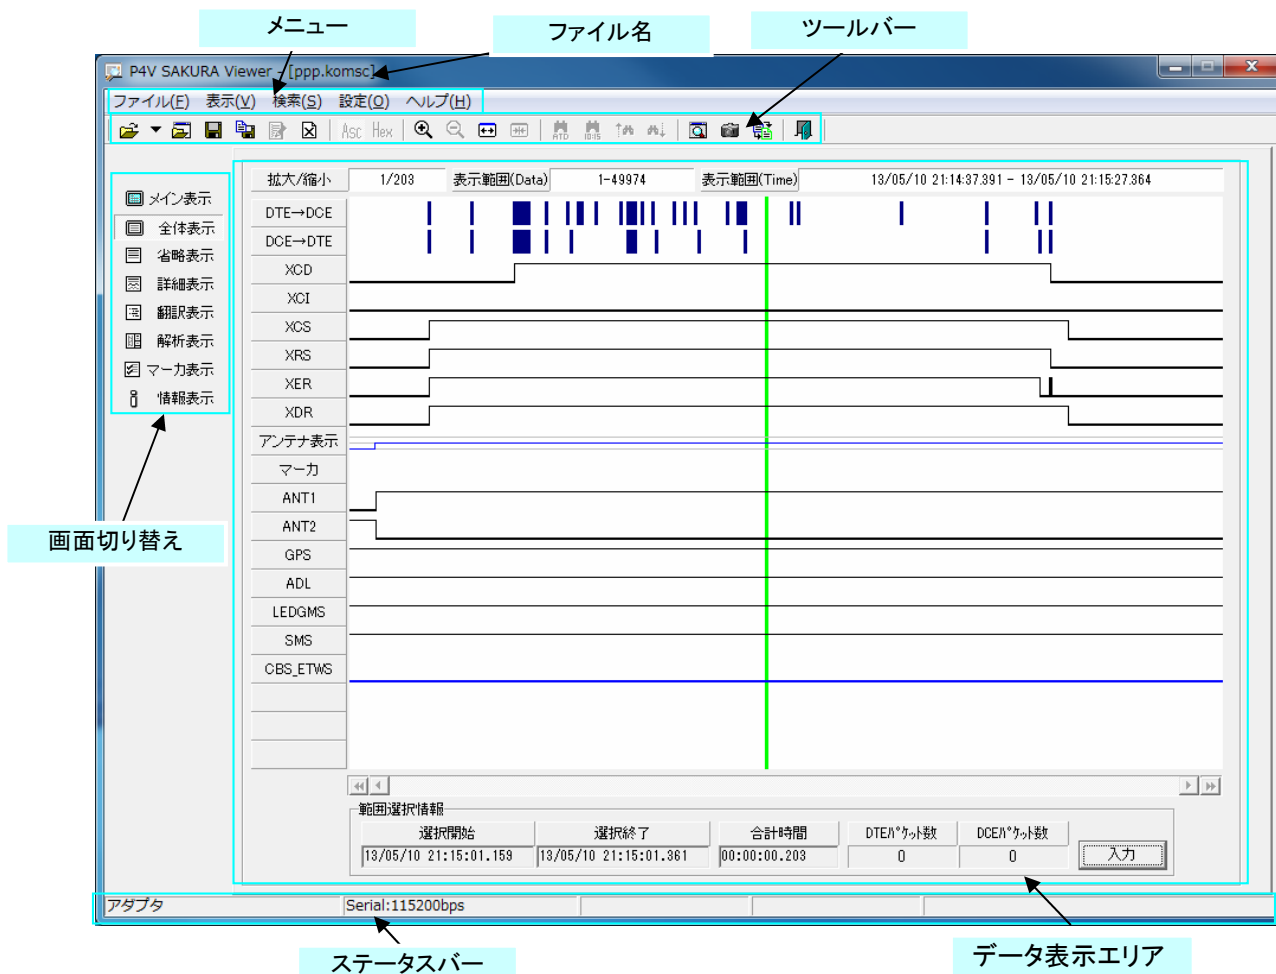 メニュー
ファイル名
ツールバー
P4V SAKURA Viewer - [ppp.komsc]
ファイル(F) 表示(V) 検索(S) 設定(O) ヘルプ(H)
Asc Hex ATD 10:15
メイン表示
全体表示
省略表示
詳細表示
翻訳表示
解析表示
マーカ表示
情報表示
画面切り替え
拡大/縮小 1/203 表示範囲(Data) 1-49974 表示範囲(Time) 13/05/10 21:14:37.391 - 13/05/10 21:15:27.364
DTE→DCE
DCE→DTE
XCD
XCI
XCS
XRS
XER
XDR
アンテナ表示
マーカ
ANT1
ANT2
GPS
ADL
LEDGMS
SMS
CBS_ETWS
範囲選択情報
選択開始 選択終了 合計時間 DTEパケット数 DCEパケット数
13/05/10 21:15:01.159 13/05/10 21:15:01.361 00:00:00.203 0 0 入力
アダプタ Serial:115200bps
ステータスバー
データ表示エリア